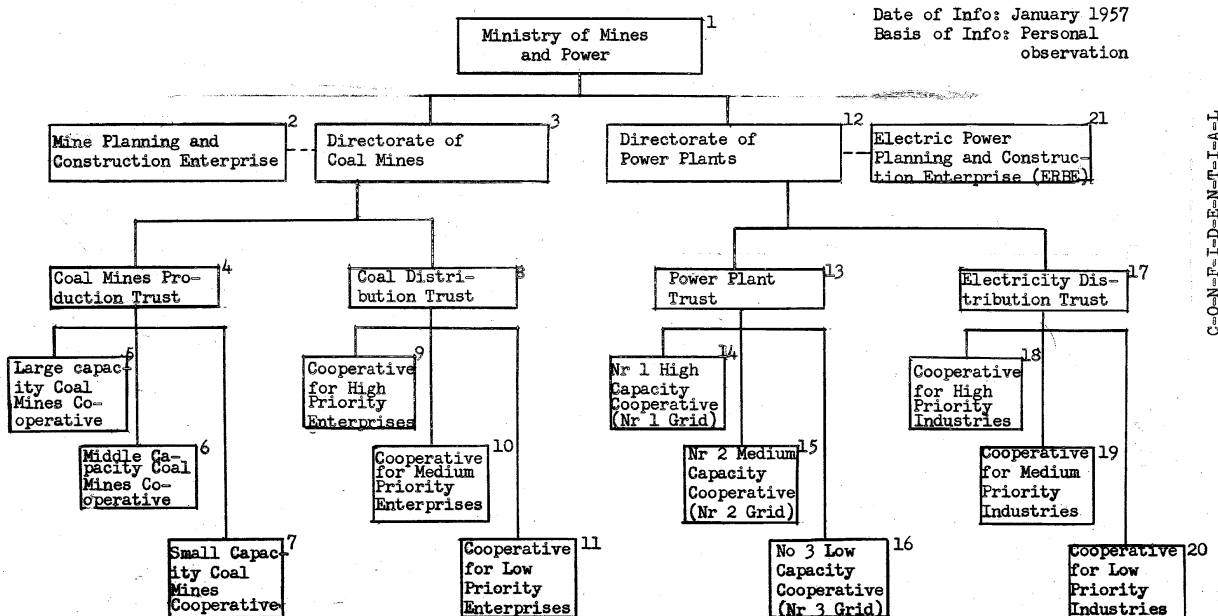 Date of Info: January 1957
Basis of Info: Personal
observation
1
Ministry of Mines
and Power
2
Mine Planning and
Construction Enterprise
3
Directorate of
Coal Mines
12
Directorate of
Power Plants
21
Electric Power
Planning and Construc-
tion Enterprise (ERBE)
4
Coal Mines Pro-
duction Trust
8
Coal Distri-
bution Trust
13
Power Plant
Trust
17
Electricity Dis-
tribution Trust
5
Large capac-
ity Coal
Mines Co-
operative
9
Cooperative
for High
Priority
Enterprises
14
Nr 1 High
Capacity
Cooperative
(Nr 1 Grid)
18
Cooperative
for High
Priority
Industries
6
Middle Ca-
pacity Coal
Mines Co-
operative
10
Cooperative
for Medium
Priority
Enterprises
15
Nr 2 Medium
Capacity
Cooperative
(Nr 2 Grid)
19
Cooperative
for Medium
Priority
Industries
7
Small Capac-
ity Coal
Mines
Cooperative
11
Cooperative
for Low
Priority
Enterprises
16
No 3 Low
Capacity
Cooperative
(Nr 3 Grid)
20
Cooperative
for Low
Priority
Industries
C-O-N-F-I-D-E-N-T-I-A-L